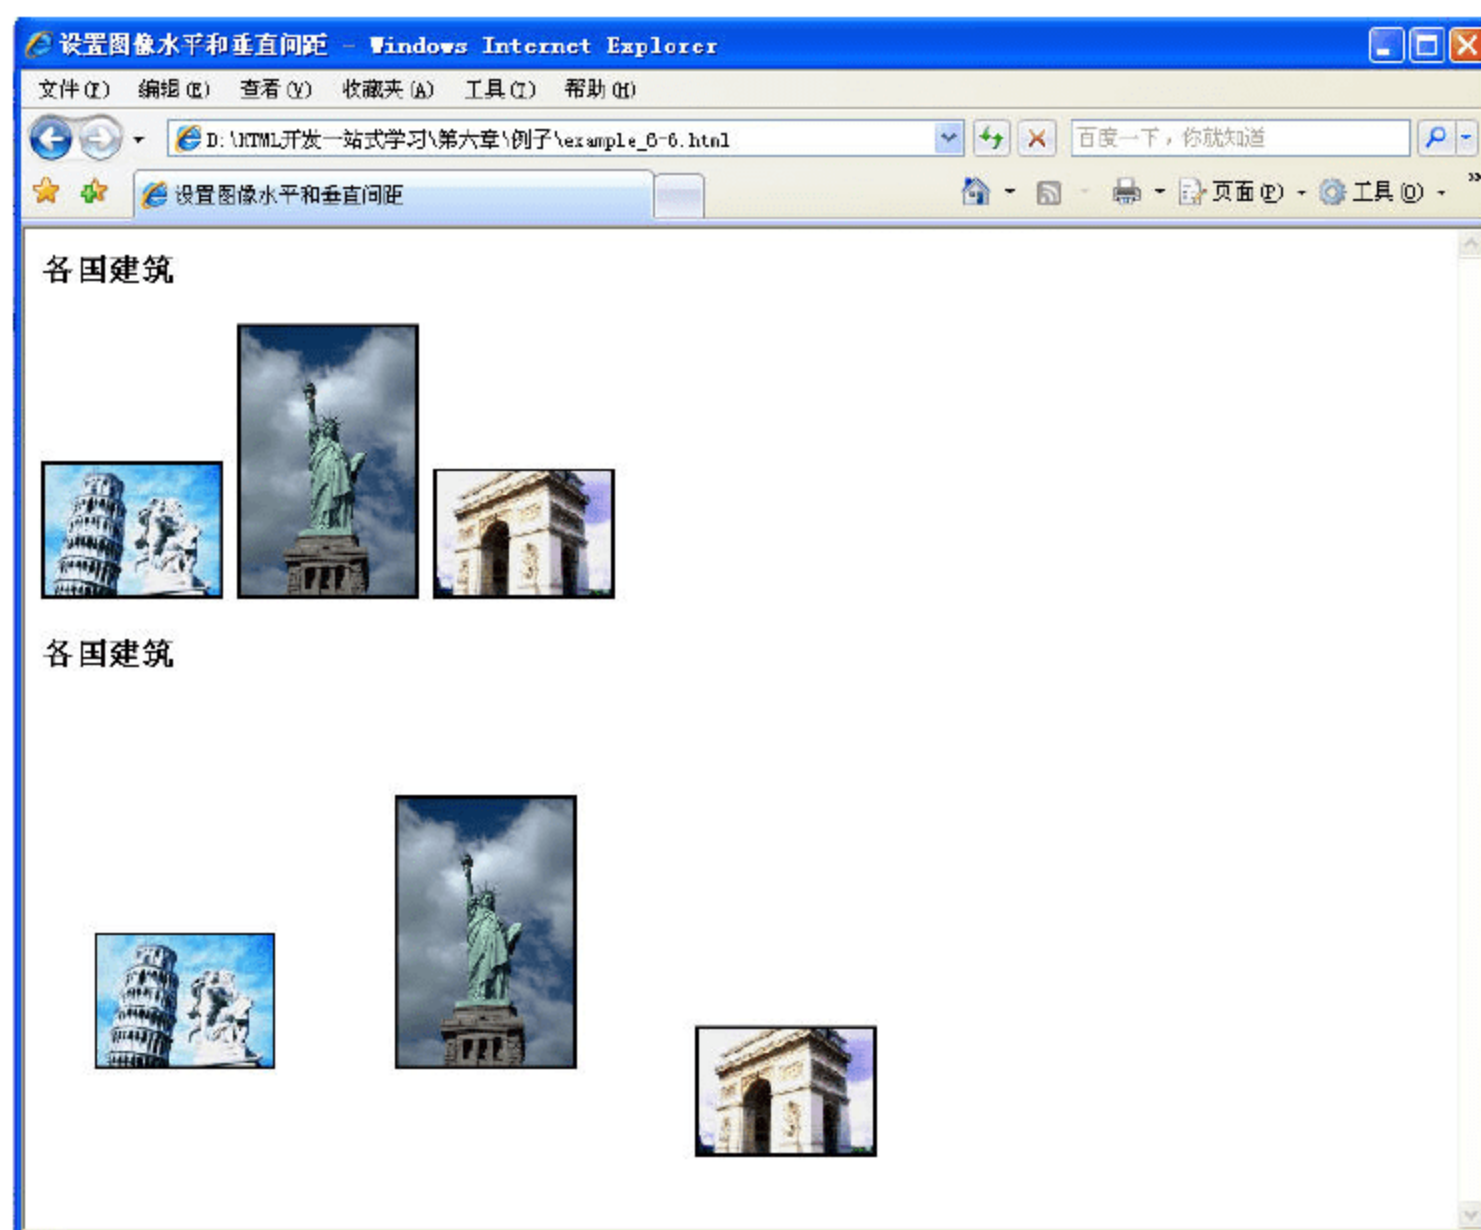 设置图像水平和垂直间距 - Windows Internet Explorer
文件(F) 编辑(E) 查看(V) 收藏夹(A) 工具(T) 帮助(H)
D:\HTML开发一站式学习\第六章\例子\example_6-6.html 百度一下，你就知道
设置图像水平和垂直间距 页面(P) 工具(O) »
各国建筑
各国建筑